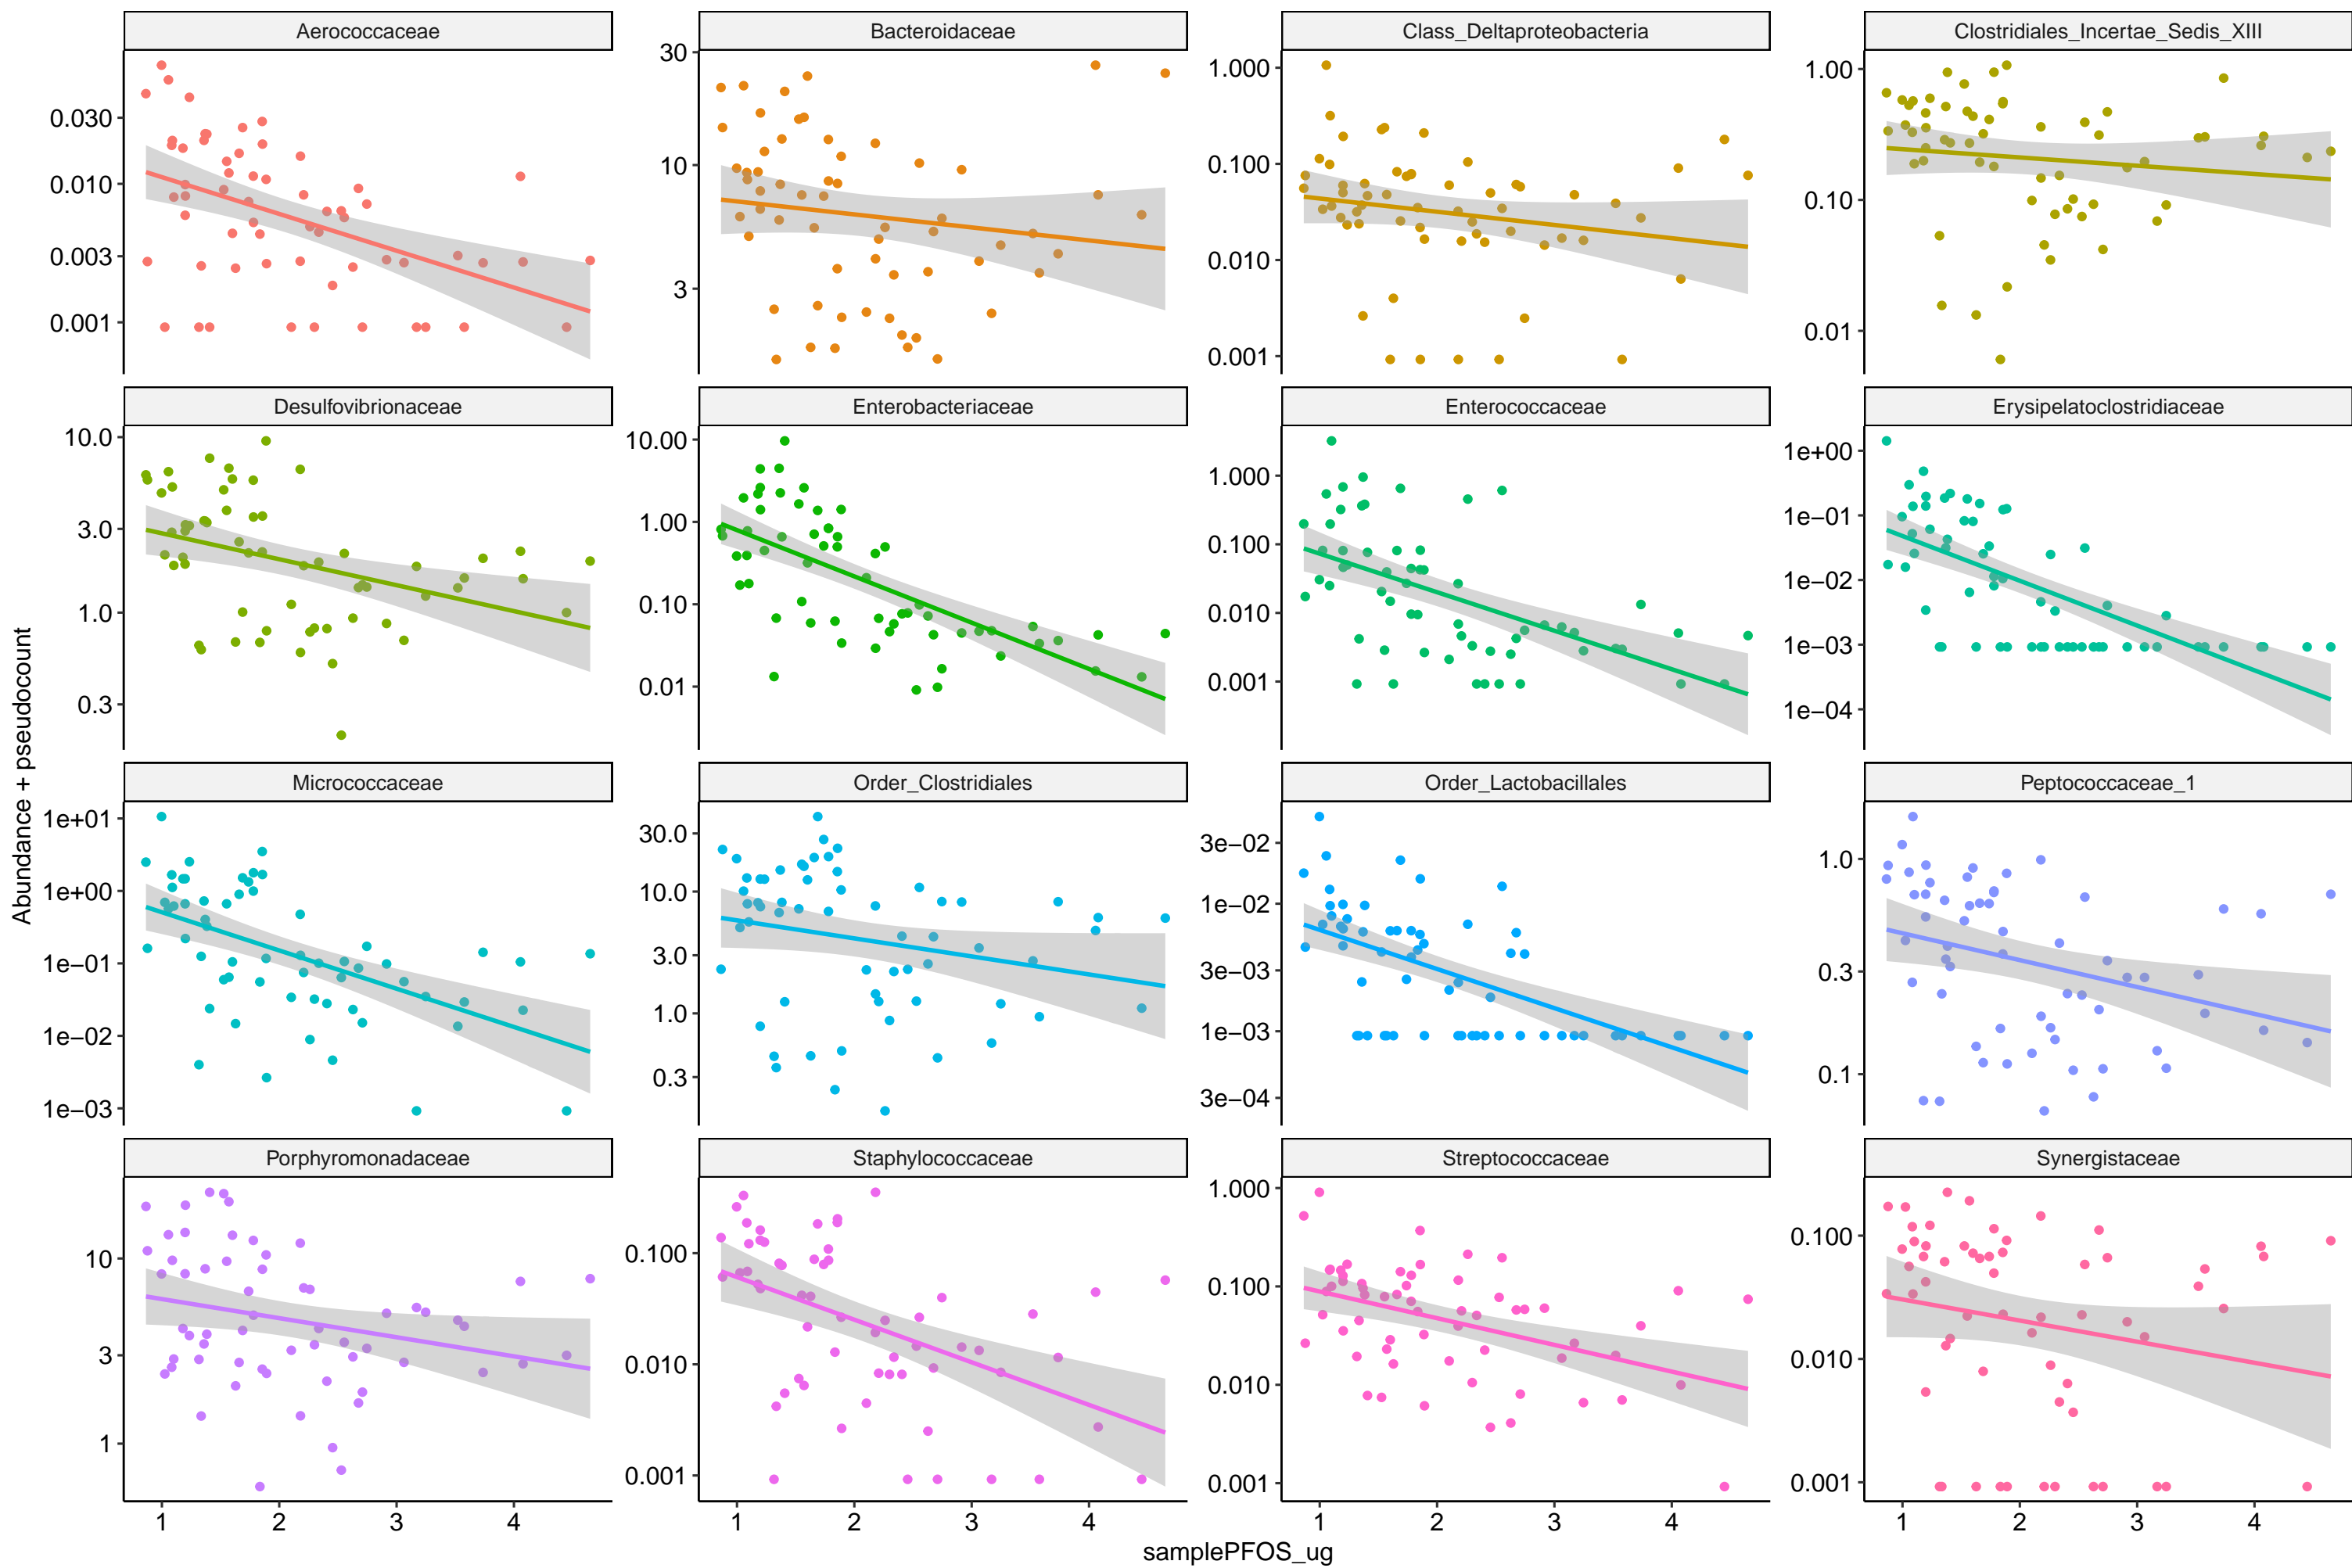 Aerococcaceae
Bacteroidaceae
Class_Deltaproteobacteria
Clostridiales_Incertae_Sedis_XIII
0.030
0.010
0.003
0.001
30
10
3
1.000
0.100
0.010
0.001
1.00
0.10
0.01
Desulfovibrionaceae
Enterobacteriaceae
Enterococcaceae
Erysipelatoclostridiaceae
10.0
3.0
1.0
0.3
10.00
1.00
0.10
0.01
1.000
0.100
0.010
0.001
1e+00
1e−01
1e−02
1e−03
1e−04
Abundance + pseudocount
Micrococcaceae
Order_Clostridiales
Order_Lactobacillales
Peptococcaceae_1
1e+01
1e+00
1e−01
1e−02
1e−03
30.0
10.0
3.0
1.0
0.3
3e−02
1e−02
3e−03
1e−03
3e−04
1.0
0.3
0.1
Porphyromonadaceae
Staphylococcaceae
Streptococcaceae
Synergistaceae
10
3
1
0.100
0.010
0.001
1.000
0.100
0.010
0.001
0.100
0.010
0.001
1 2 3 4
1 2 3 4
1 2 3 4
1 2 3 4
samplePFOS_ug